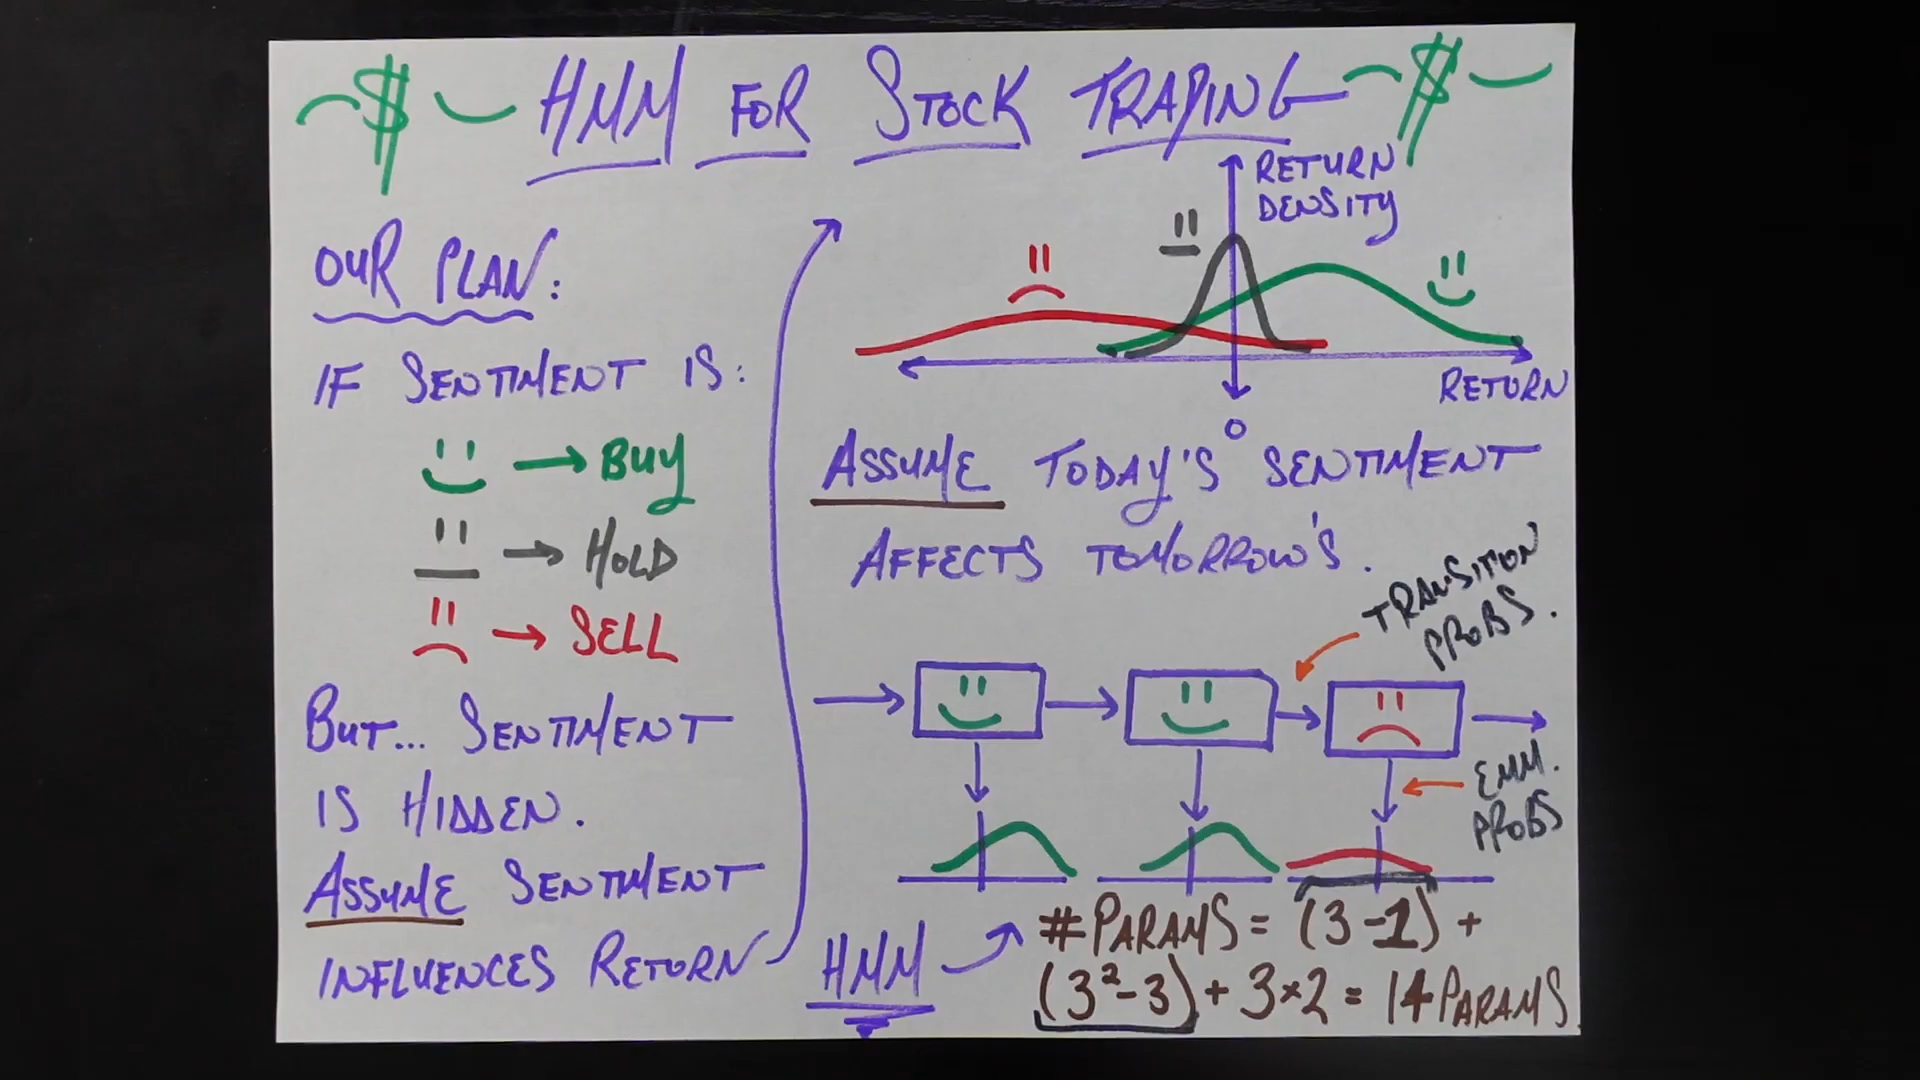 $ HMM FOR STOCK TRADING $
OUR PLAN:
IF SENTIMENT IS:
→ BUY
→ HOLD
→ SELL
BUT... SENTIMENT
IS HIDDEN.
ASSUME SENTIMENT
INFLUENCES RETURN
RETURN
DENSITY
RETURN
0
ASSUME TODAY'S SENTIMENT
AFFECTS TOMORROW'S.
TRANSITION
PROBS.
EMM.
PROBS
HMM
# PARAMS = (3-1) +
(3²-3) + 3×2 = 14 PARAMS